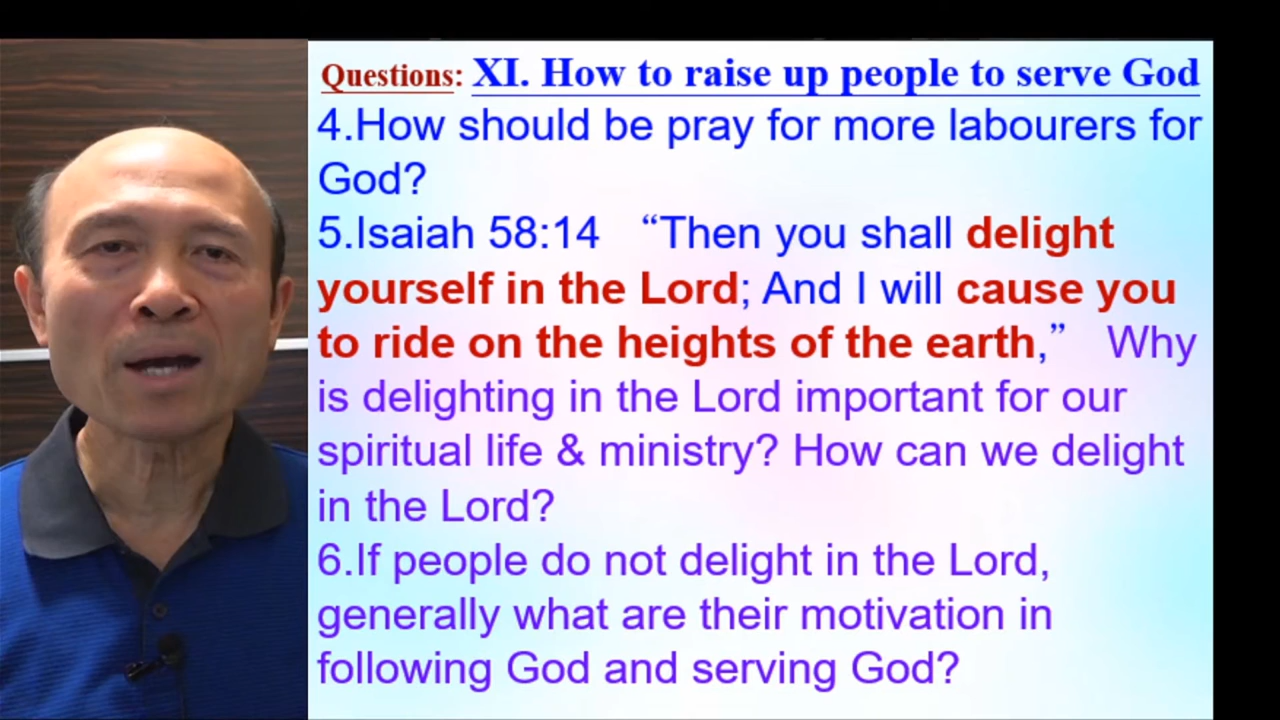 Questions: XI. How to raise up people to serve God
4.How should be pray for more labourers for
God?
5.Isaiah 58:14 “Then you shall delight
yourself in the Lord; And I will cause you
to ride on the heights of the earth,” Why
is delighting in the Lord important for our
spiritual life & ministry? How can we delight
in the Lord?
6.If people do not delight in the Lord,
generally what are their motivation in
following God and serving God?